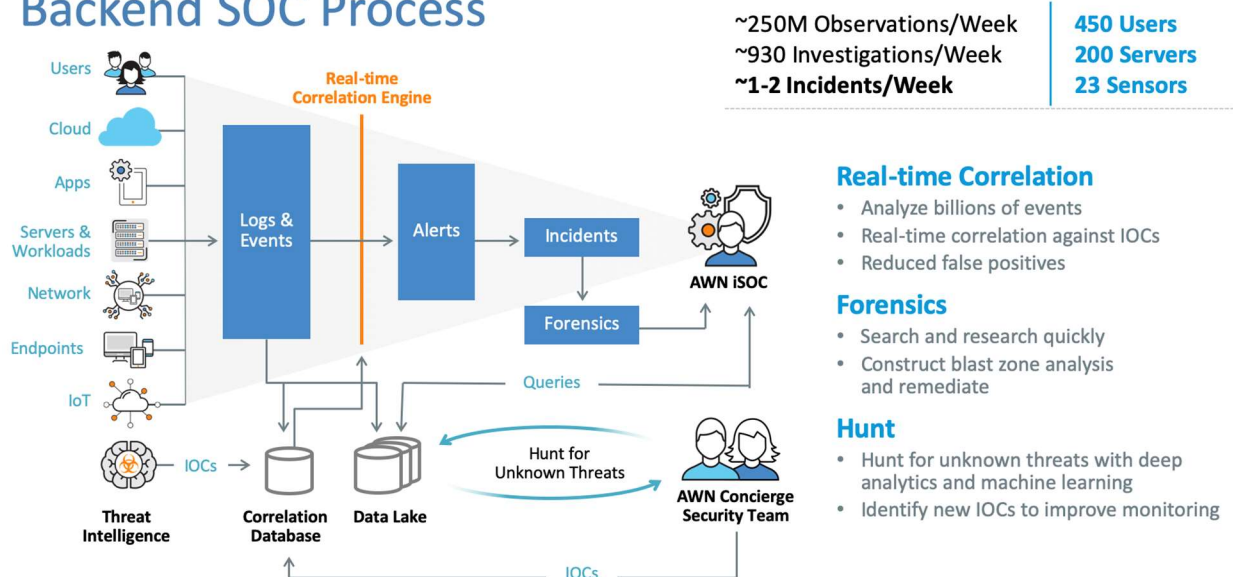 Backend SOC Process
~250M Observations/Week
~930 Investigations/Week
~1-2 Incidents/Week
450 Users
200 Servers
23 Sensors
Users
Cloud
Apps
Servers &
Workloads
Network
Endpoints
IoT
Real-time
Correlation Engine
Logs &
Events
Alerts
Incidents
Forensics
AWN iSOC
Queries
IOCs
Hunt for
Unknown Threats
Threat
Intelligence
Correlation
Database
Data Lake
AWN Concierge
Security Team
IOCs
Real-time Correlation
• Analyze billions of events
• Real-time correlation against IOCs
• Reduced false positives
Forensics
• Search and research quickly
• Construct blast zone analysis
and remediate
Hunt
• Hunt for unknown threats with deep
analytics and machine learning
• Identify new IOCs to improve monitoring